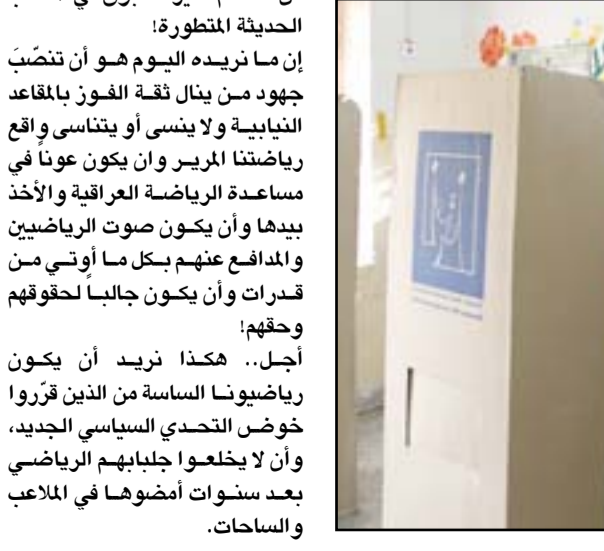 الحديثة المتطورة!
إن ما نريده اليوم هو أن تنصّبَ
جهود من ينال ثقة الفوز بالمقاعد
النيابية ولا ينسى أو يتناسى واقع
رياضتنا المرير وان يكون عوناً في
مساعدة الرياضة العراقية والأخذ
بيدها وأن يكون صوت الرياضيين
والمدافع عنهم بكل ما أوتي من
قدرات وأن يكون جالباً لحقوقهم
وحقهم!
أجل.. هكذا نريد أن يكون
رياضيونا الساسة من الذين قرّروا
خوض التحدي السياسي الجديد،
وأن لا يخلعوا جلبابهم الرياضي
بعد سنوات أمضوها في الملاعب
والساحات.